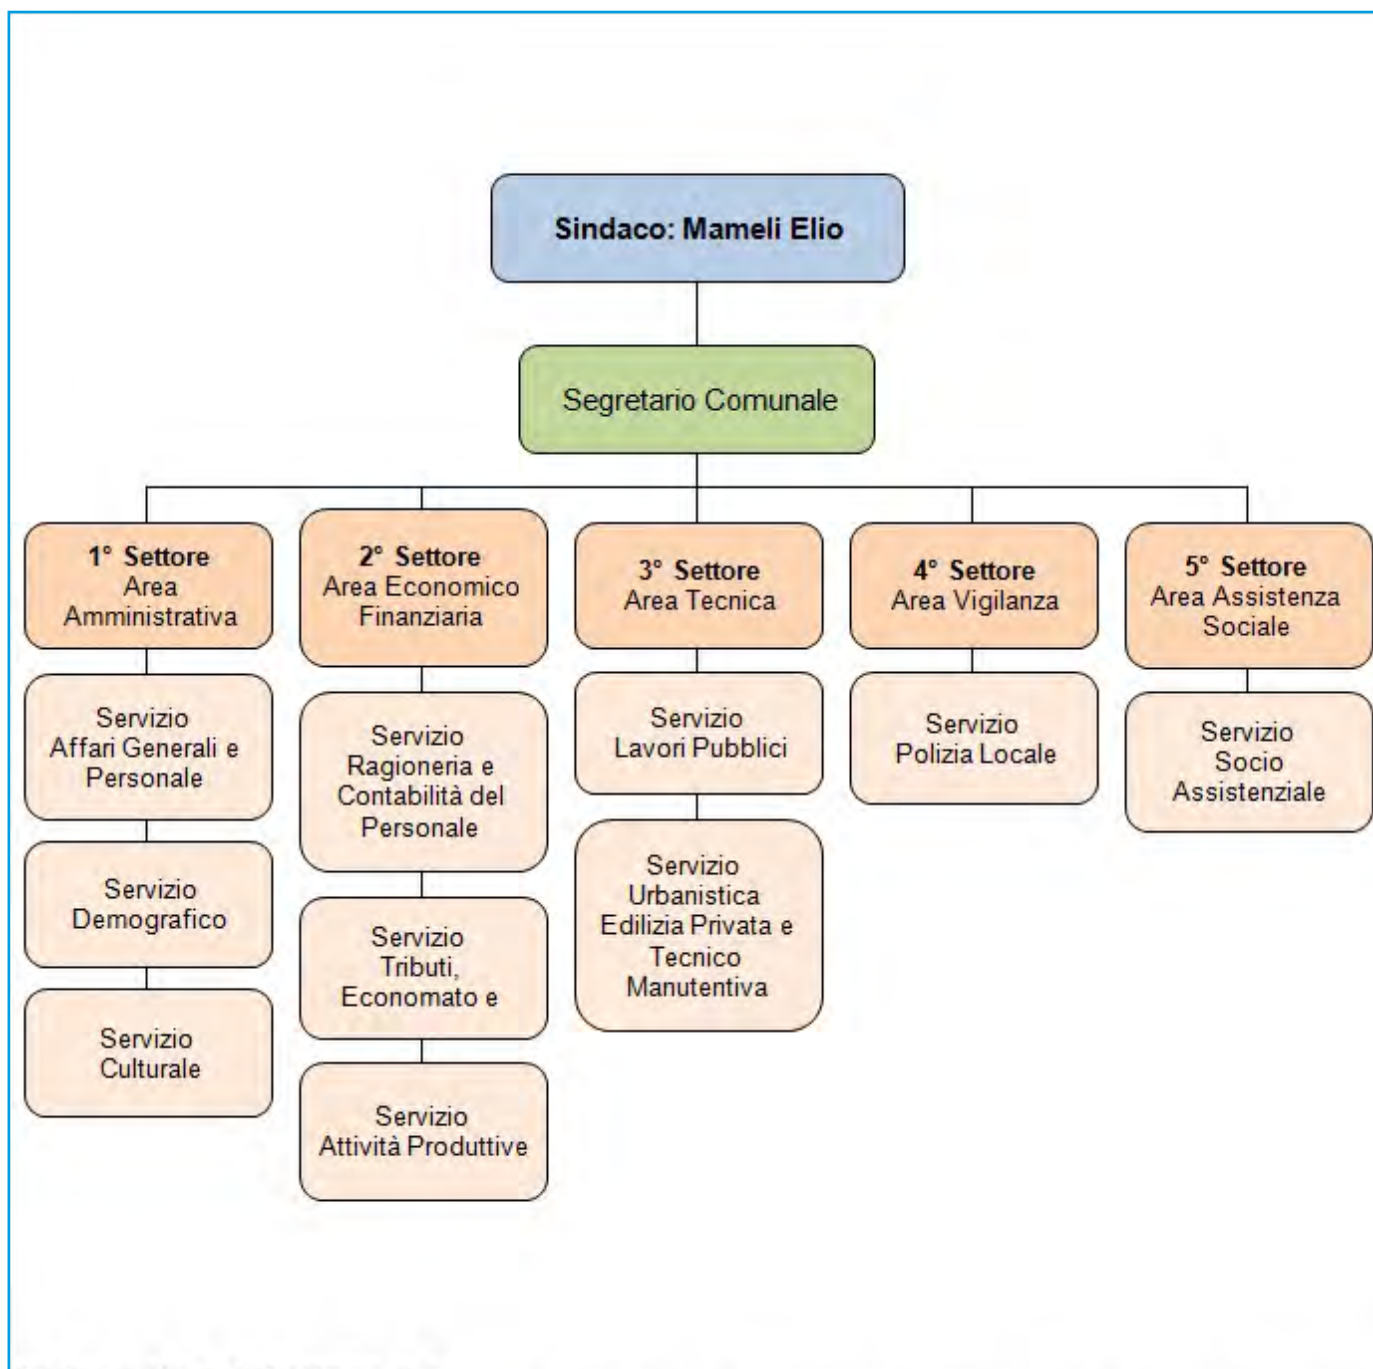 Sindaco: Mameli Elio
Segretario Comunale
1° Settore
Area
Amministrativa
2° Settore
Area Economico
Finanziaria
3° Settore
Area Tecnica
4° Settore
Area Vigilanza
5° Settore
Area Assistenza
Sociale
Servizio
Affari Generali e
Personale
Servizio
Demografico
Servizio
Culturale
Servizio
Ragioneria e
Contabilità del
Personale
Servizio
Tributi,
Economato e
Servizio
Attività Produttive
Servizio
Lavori Pubblici
Servizio
Urbanistica
Edilizia Privata e
Tecnico
Manutentiva
Servizio
Polizia Locale
Servizio
Socio
Assistenziale